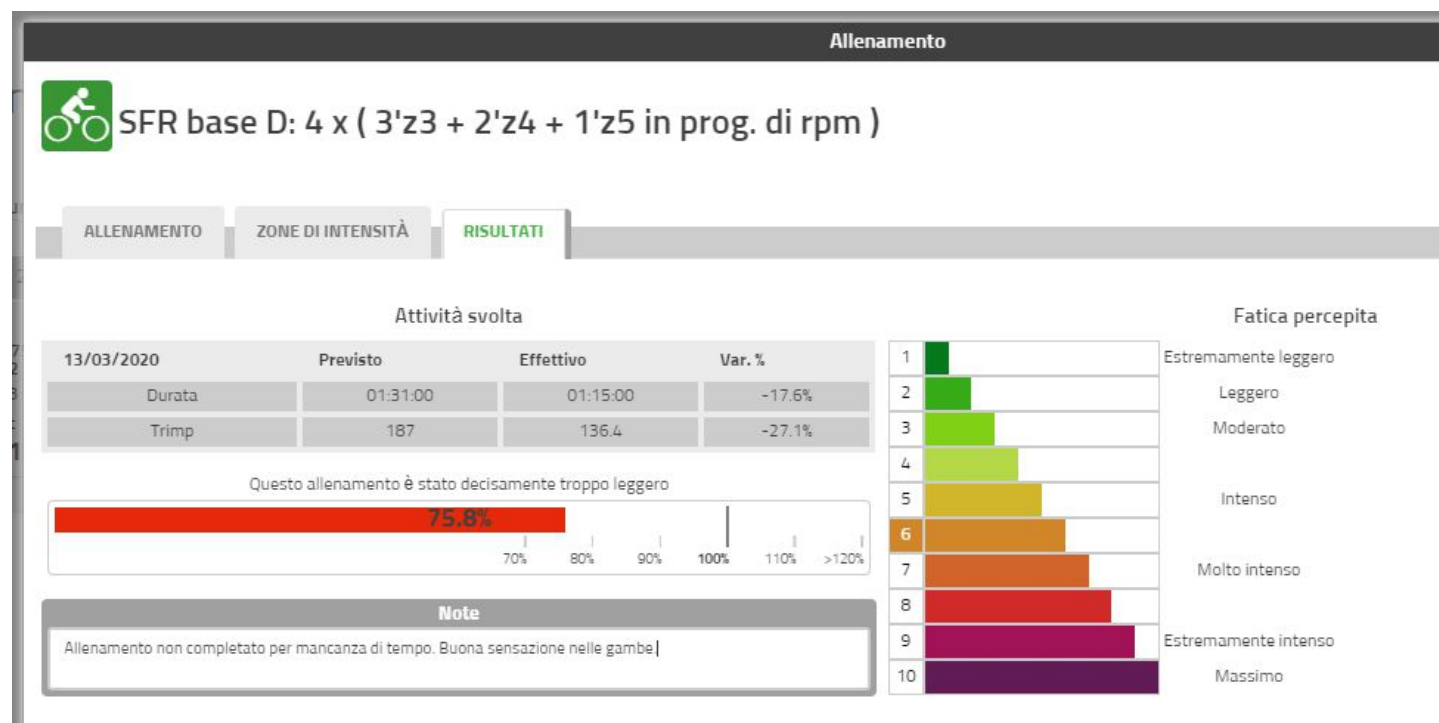 Allenamento
SFR base D: 4 x ( 3'z3 + 2'z4 + 1'z5 in prog. di rpm )
ALLENAMENTO ZONE DI INTENSITÀ RISULTATI
Attività svolta
13/03/2020 Previsto Effettivo Var. %
Durata 01:31:00 01:15:00 -17.6%
Trimp 187 136.4 -27.1%
Questo allenamento è stato decisamente troppo leggero
75.8%
70% 80% 90% 100% 110% >120%
Note
Allenamento non completato per mancanza di tempo. Buona sensazione nelle gambe.
Fatica percepita
1 Estremamente leggero
2 Leggero
3 Moderato
4
5 Intenso
6
7 Molto intenso
8
9 Estremamente intenso
10 Massimo